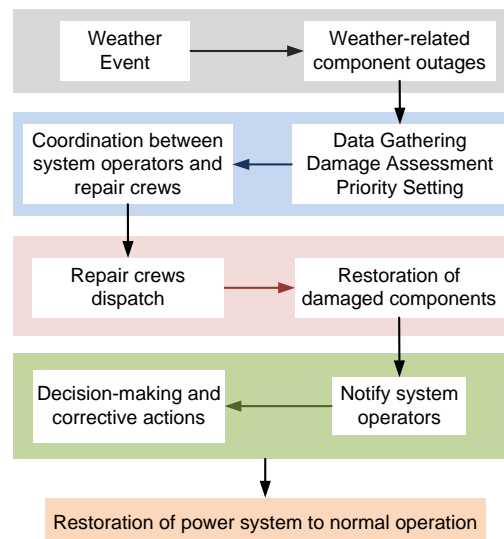 Weather
Event
Weather-related
component outages
Coordination between
system operators and
repair crews
Data Gathering
Damage Assessment
Priority Setting
Repair crews
dispatch
Restoration of
damaged components
Decision-making and
corrective actions
Notify system
operators
Restoration of power system to normal operation